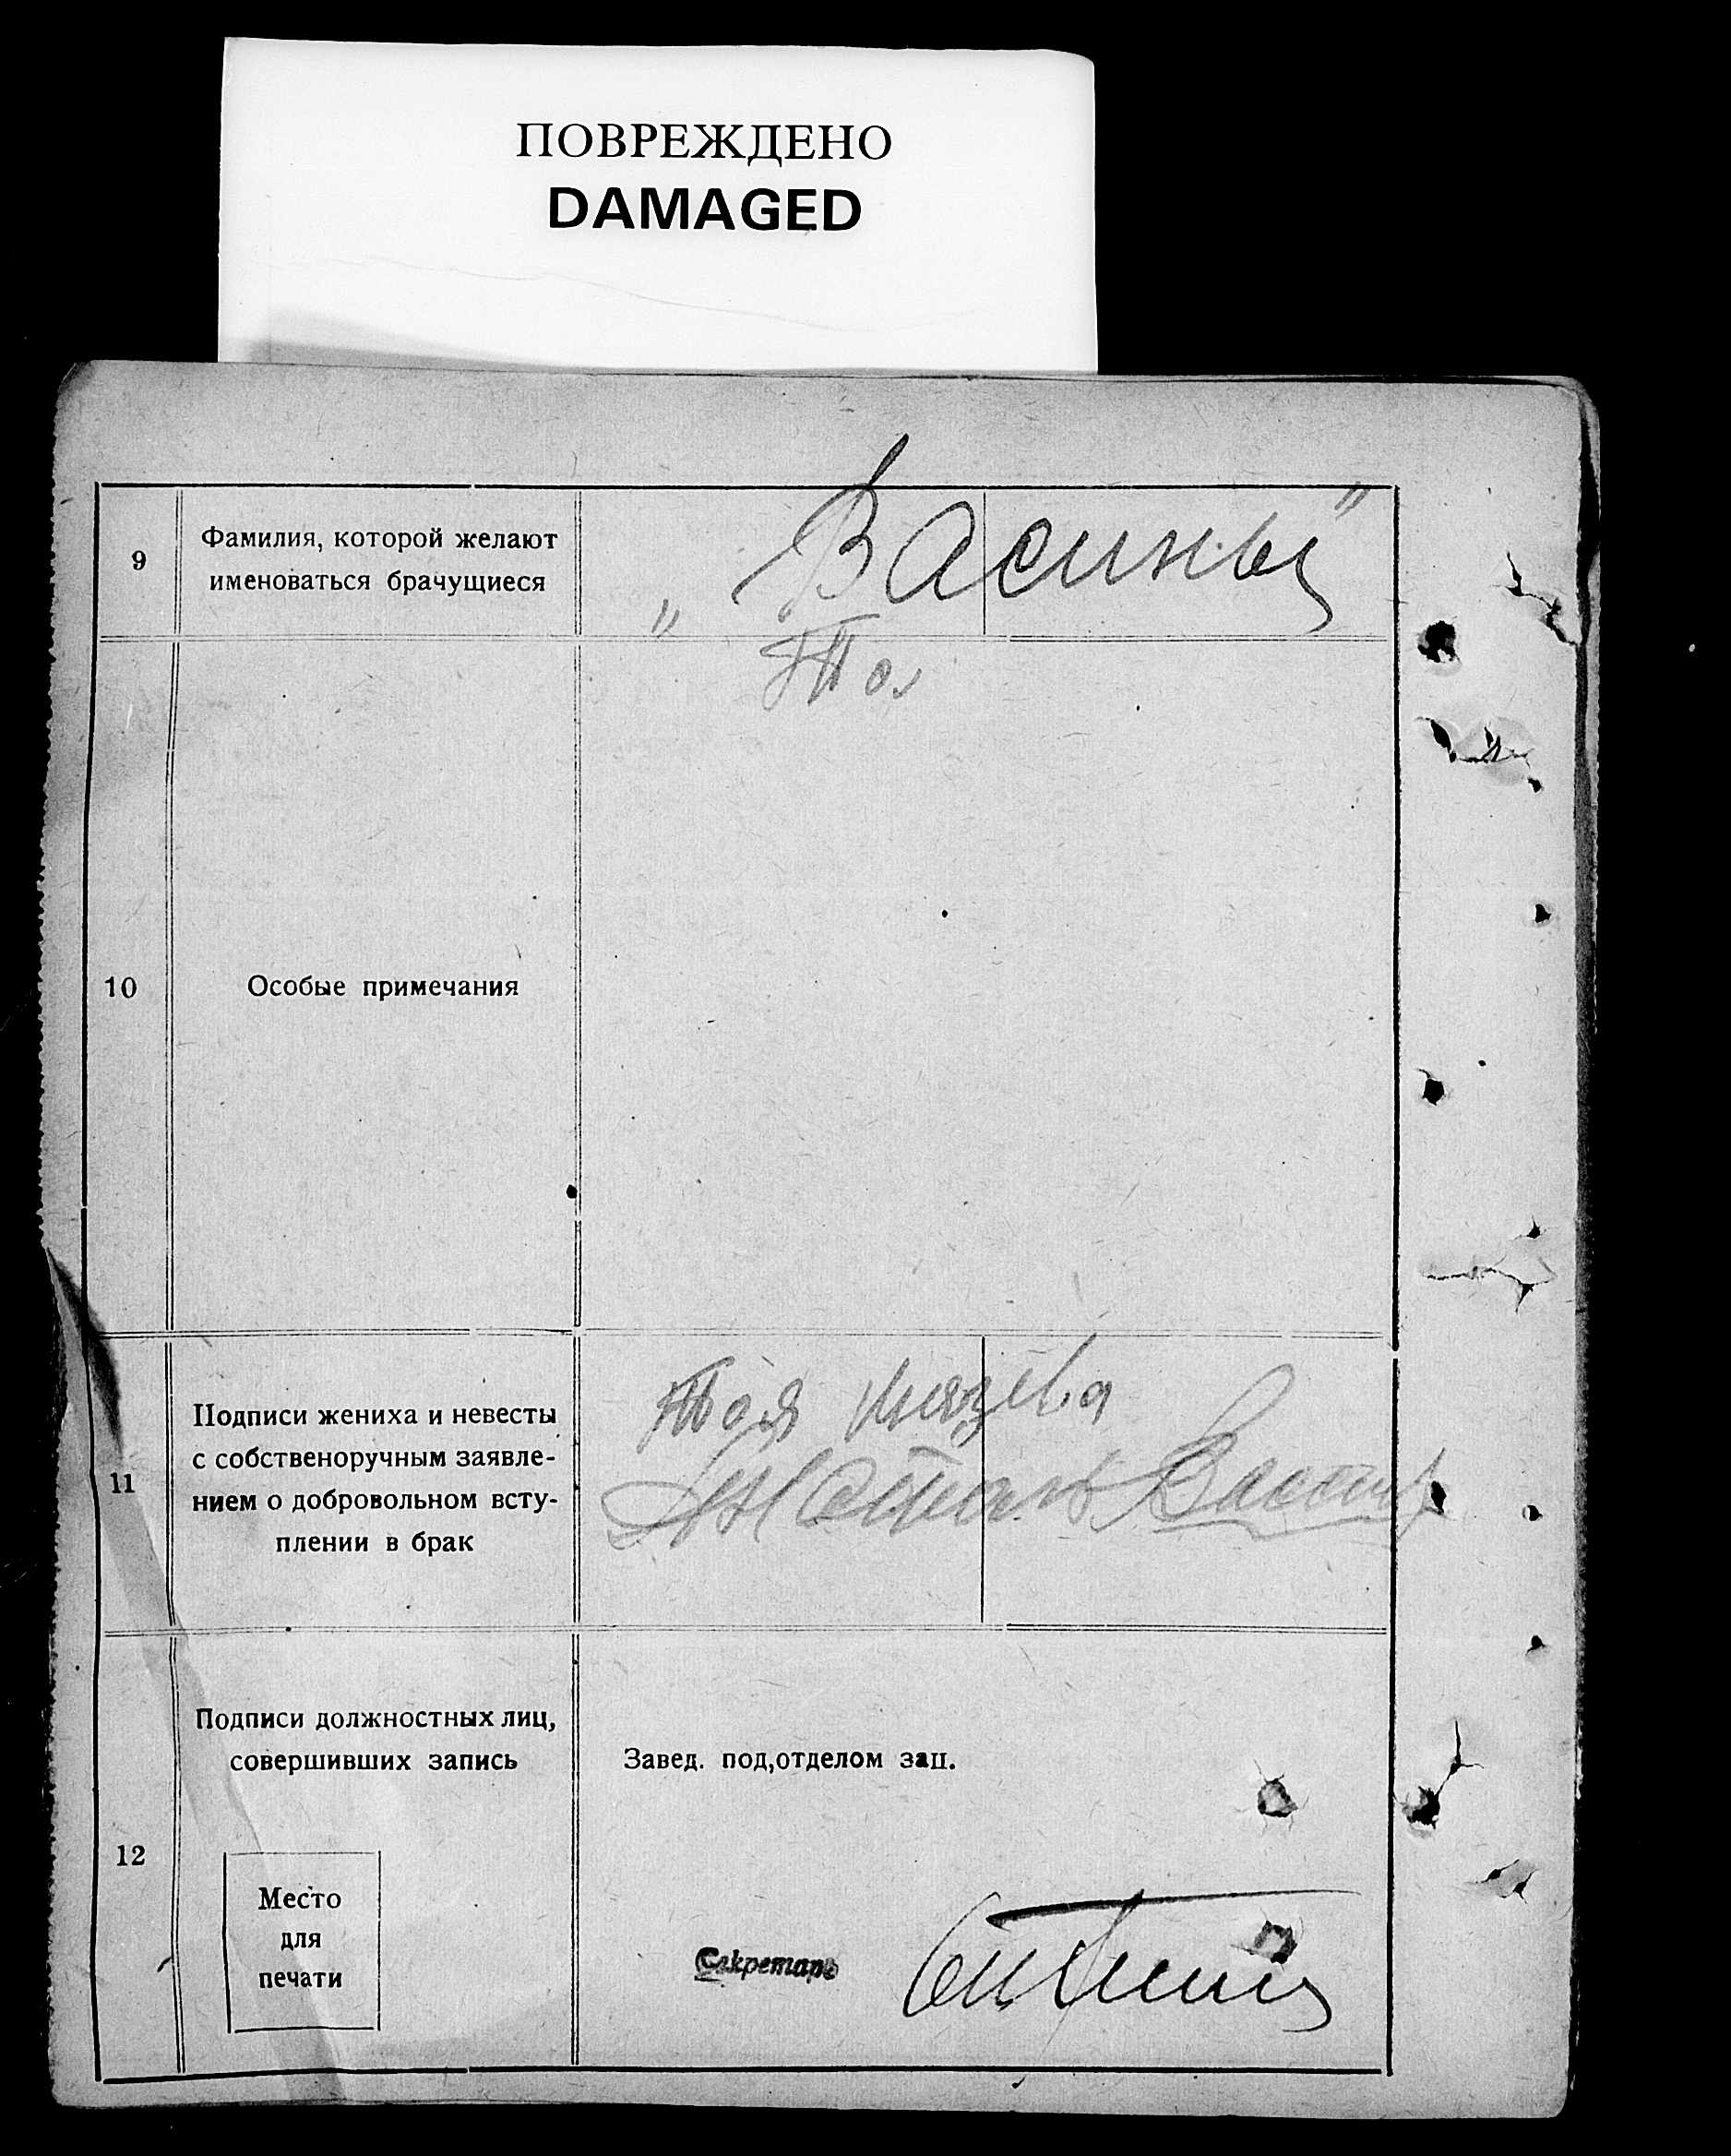 ПОВРЕЖДЕНО
DAMAGED
9
Фамилия, которой желают
именоваться брачущиеся
„ Васины "
10
Особые примечания
11
Подписи жениха и невесты
с собственоручным заявле-
нием о добровольном всту-
плении в брак
Князева
12
Подписи должностных лиц,
совершивших запись
Завед. под,отделом зап.
Место
для
печати
Секретарь